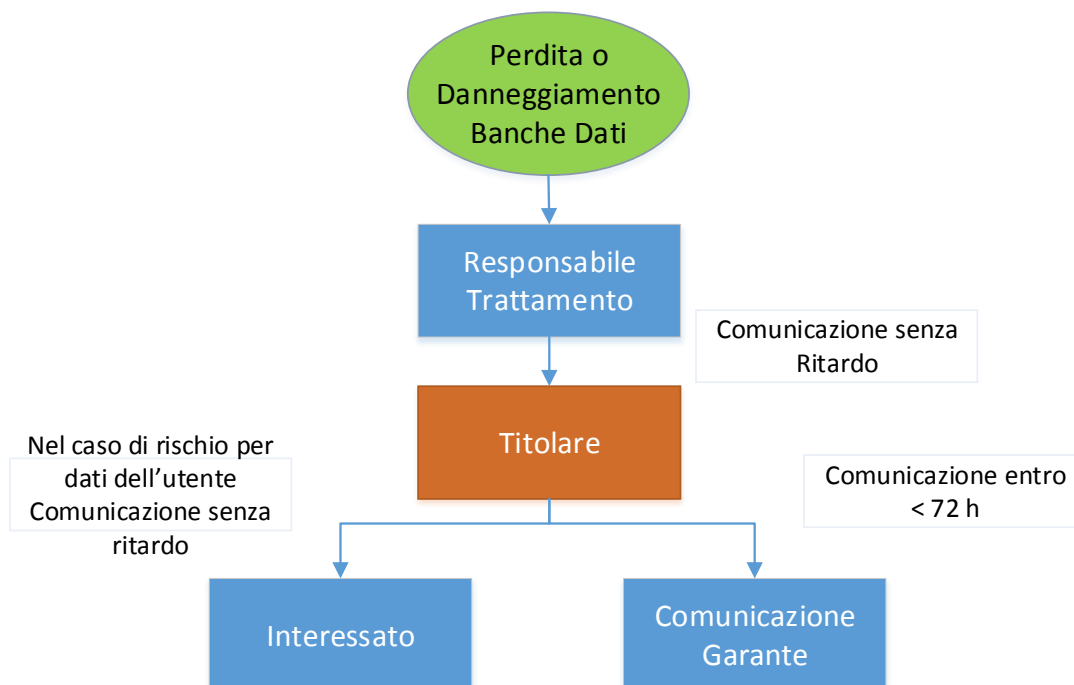 Perdita o
Danneggiamento
Banche Dati
Responsabile
Trattamento
Comunicazione senza
Ritardo
Titolare
Nel caso di rischio per
dati dell’utente
Comunicazione senza
ritardo
Comunicazione entro
< 72 h
Interessato
Comunicazione
Garante